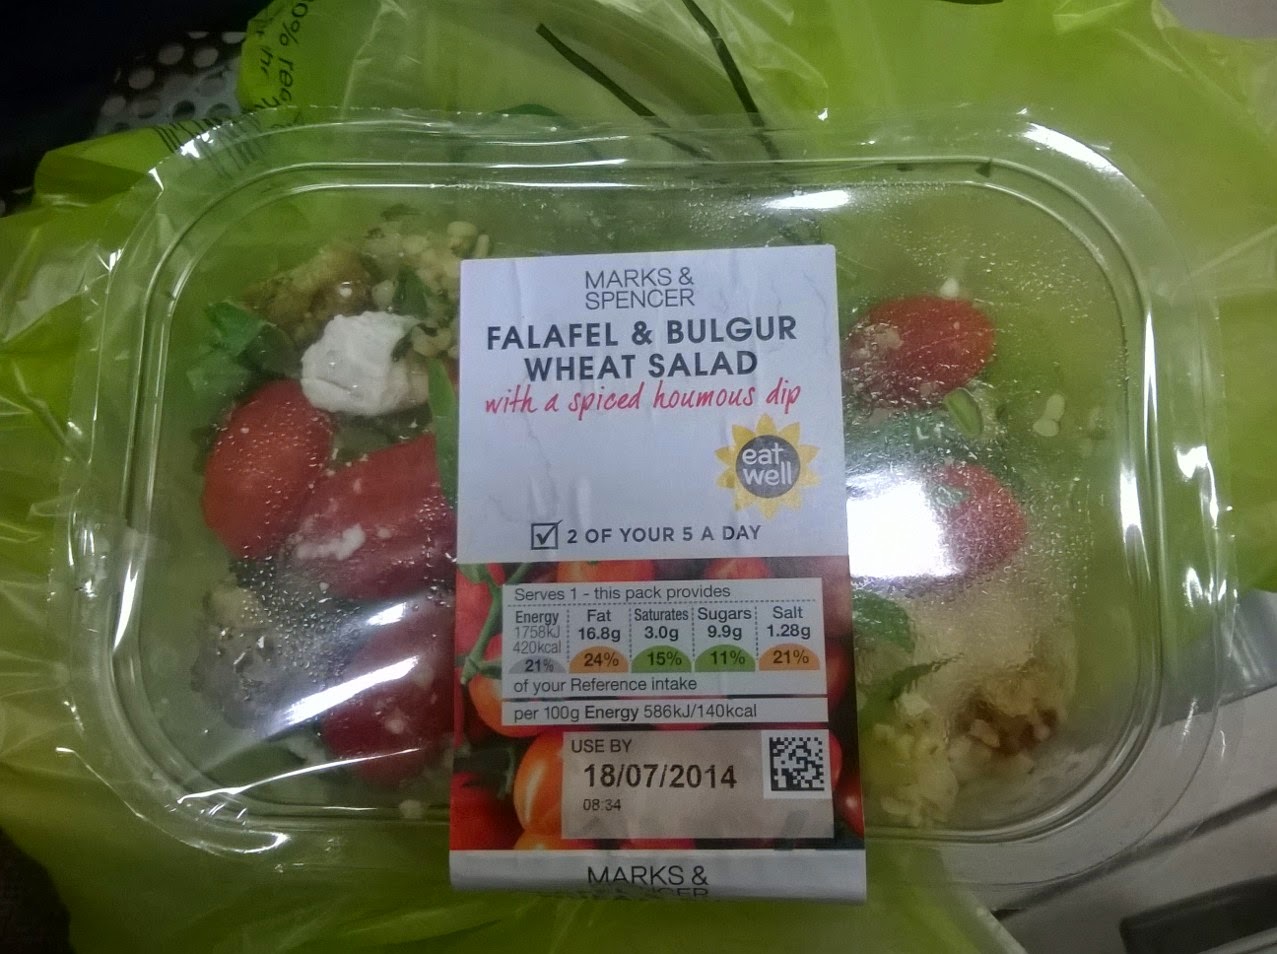 MARKS &
SPENCER
FALAFEL & BULGUR
WHEAT SALAD
with a spiced houmous dip
eat
well
2 OF YOUR 5 A DAY
Serves 1 - this pack provides
Energy Fat Saturates Sugars Salt
1758kJ 16.8g 3.0g 9.9g 1.28g
420kcal
21% 24% 15% 11% 21%
of your Reference intake
per 100g Energy 586kJ/140kcal
USE BY
18/07/2014
08:34
MARKS &
SPENCER